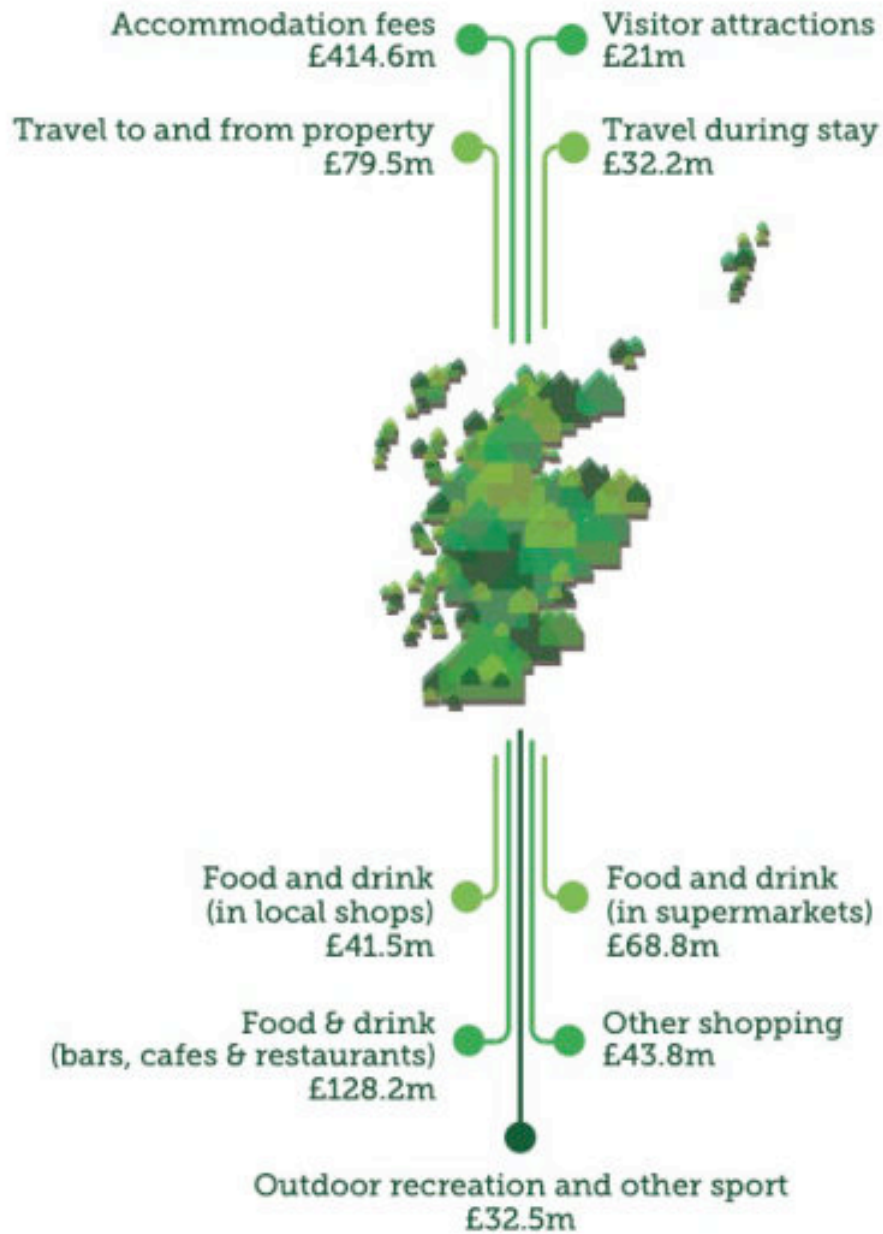 Accommodation fees
£414.6m
Visitor attractions
£21m
Travel to and from property
£79.5m
Travel during stay
£32.2m
Food and drink
(in local shops)
£41.5m
Food and drink
(in supermarkets)
£68.8m
Food & drink
(bars, cafes & restaurants)
£128.2m
Other shopping
£43.8m
Outdoor recreation and other sport
£32.5m